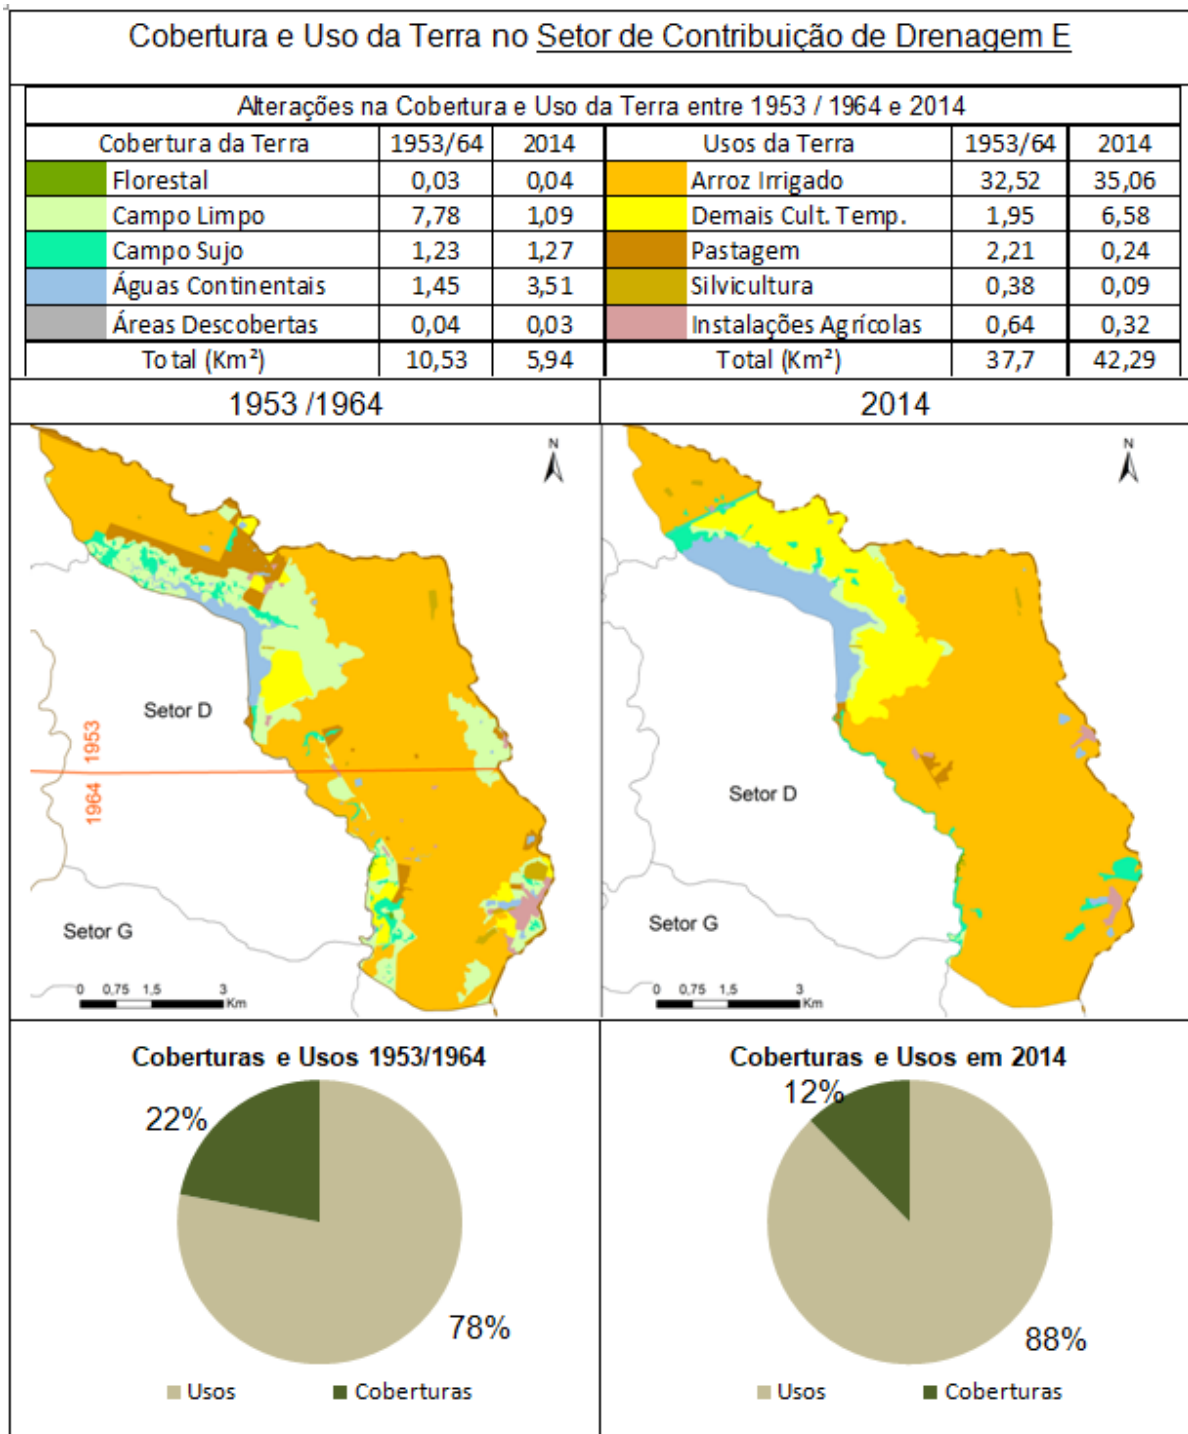 Cobertura e Uso da Terra no Setor de Contribuição de Drenagem E
Alterações na Cobertura e Uso da Terra entre 1953 / 1964 e 2014
Cobertura da Terra 1953/64 2014 Usos da Terra 1953/64 2014
Florestal 0,03 0,04 Arroz Irrigado 32,52 35,06
Campo Limpo 7,78 1,09 Demais Cult. Temp. 1,95 6,58
Campo Sujo 1,23 1,27 Pastagem 2,21 0,24
Águas Continentais 1,45 3,51 Silvicultura 0,38 0,09
Áreas Descobertas 0,04 0,03 Instalações Agrícolas 0,64 0,32
Total (Km²) 10,53 5,94 Total (Km²) 37,7 42,29
1953 /1964 2014
N
N
Setor D
1953
1964
Setor G
0 0,75 1,5 3
Km
Setor D
Setor G
0 0,75 1,5 3
Km
Coberturas e Usos 1953/1964
22%
78%
Usos Coberturas
Coberturas e Usos em 2014
12%
88%
Usos Coberturas